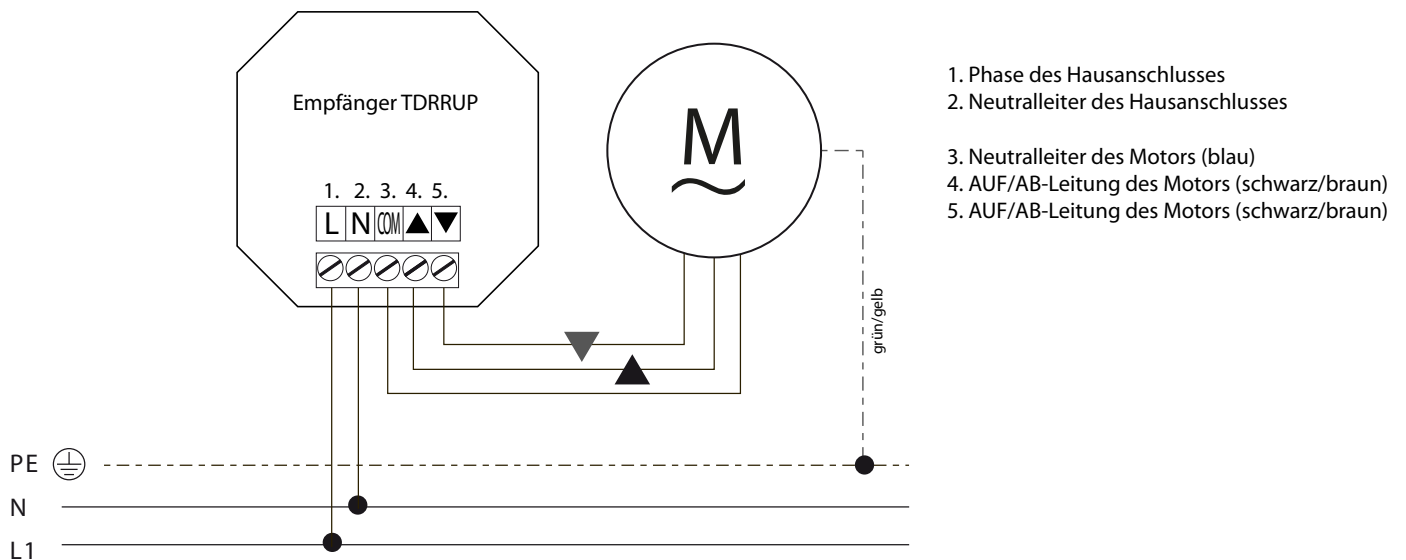 Empfänger TDRRUP
1. 2. 3. 4. 5.
L N COM
M
1. Phase des Hausanschlusses
2. Neutralleiter des Hausanschlusses
3. Neutralleiter des Motors (blau)
4. AUF/AB-Leitung des Motors (schwarz/braun)
5. AUF/AB-Leitung des Motors (schwarz/braun)
grün/gelb
PE
N
L1